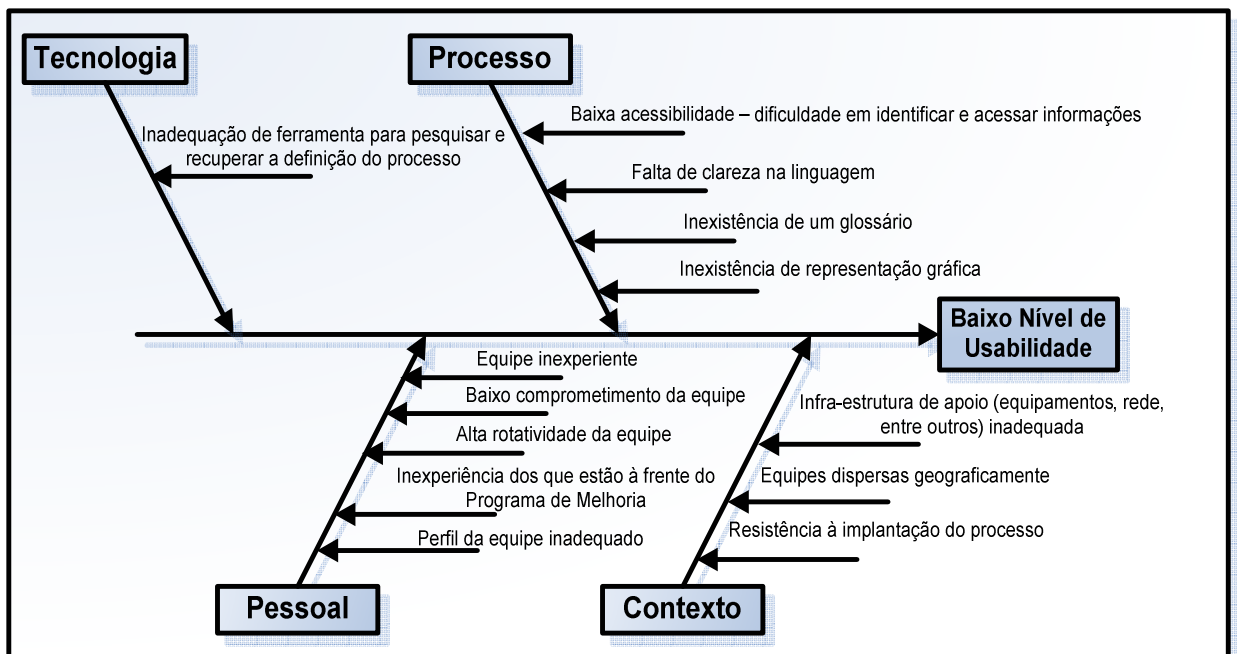 Tecnologia
Processo
Baixa acessibilidade – dificuldade em identificar e acessar informações
Inadequação de ferramenta para pesquisar e
recuperar a definição do processo
Falta de clareza na linguagem
Inexistência de um glossário
Inexistência de representação gráfica
Baixo Nível de
Usabilidade
Equipe inexperiente
Baixo comprometimento da equipe
Alta rotatividade da equipe
Inexperiência dos que estão à frente do
Programa de Melhoria
Perfil da equipe inadequado
Infra-estrutura de apoio (equipamentos, rede,
entre outros) inadequada
Equipes dispersas geograficamente
Resistência à implantação do processo
Pessoal
Contexto